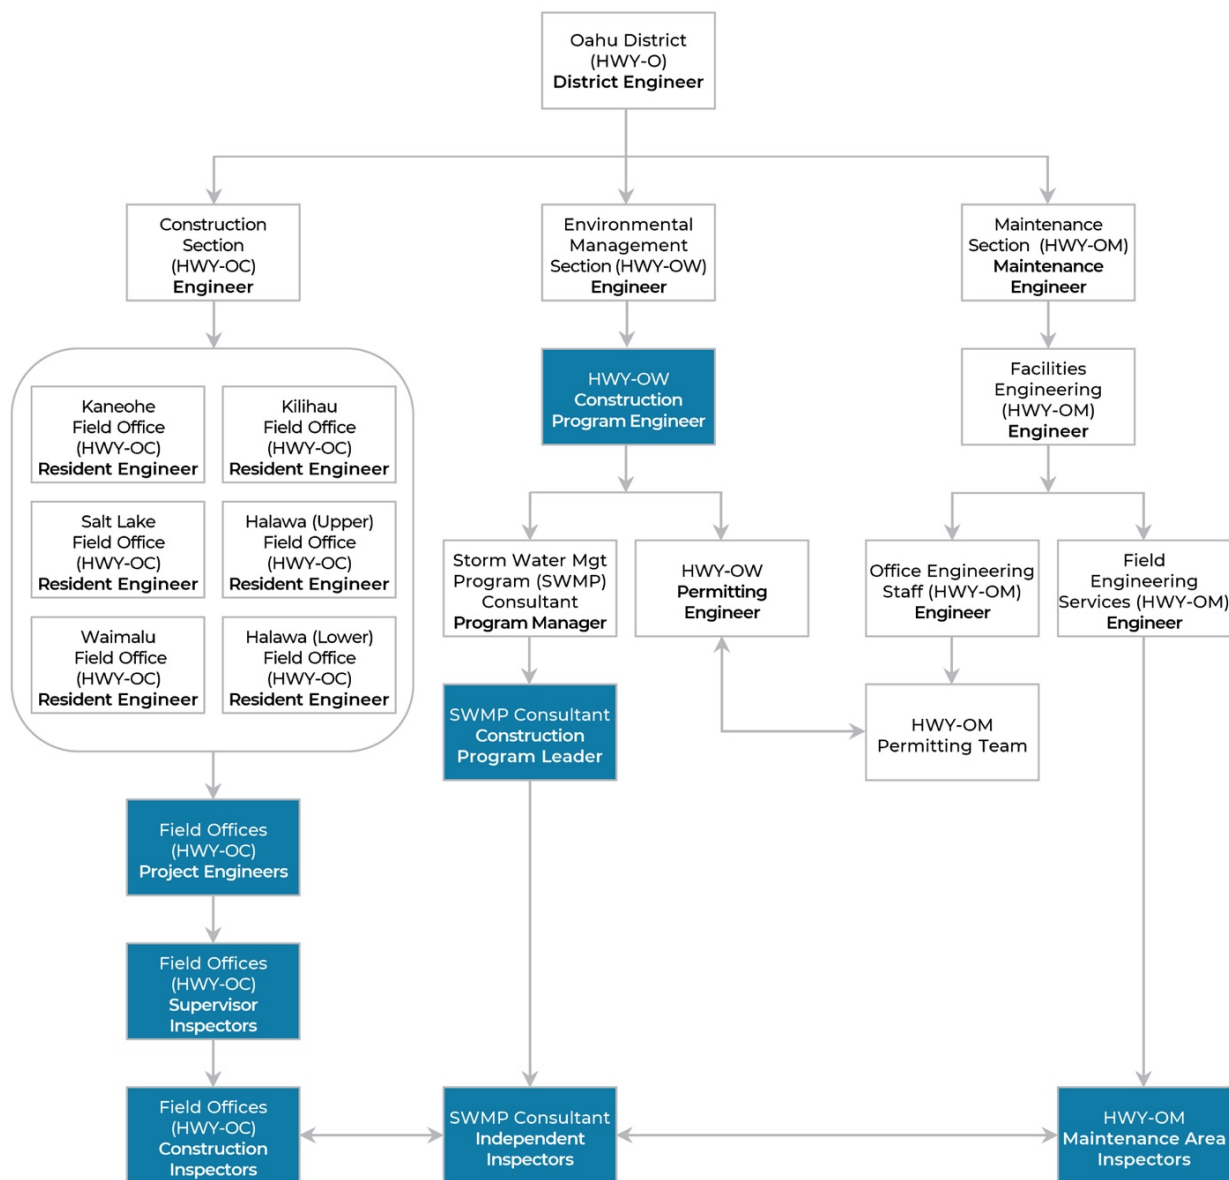 Oahu District
(HWY-O)
District Engineer
Construction
Section
(HWY-OC)
Engineer
Environmental
Management
Section (HWY-OW)
Engineer
Maintenance
Section (HWY-OM)
Maintenance
Engineer
HWY-OW
Construction
Program Engineer
Facilities
Engineering
(HWY-OM)
Engineer
Kaneohe
Field Office
(HWY-OC)
Resident Engineer
Kilihau
Field Office
(HWY-OC)
Resident Engineer
Salt Lake
Field Office
(HWY-OC)
Resident Engineer
Halawa (Upper)
Field Office
(HWY-OC)
Resident Engineer
Waimalu
Field Office
(HWY-OC)
Resident Engineer
Halawa (Lower)
Field Office
(HWY-OC)
Resident Engineer
Storm Water Mgt
Program (SWMP)
Consultant
Program Manager
HWY-OW
Permitting
Engineer
Office Engineering
Staff (HWY-OM)
Engineer
Field
Engineering
Services (HWY-OM)
Engineer
SWMP Consultant
Construction
Program Leader
HWY-OM
Permitting Team
Field Offices
(HWY-OC)
Project Engineers
Field Offices
(HWY-OC)
Supervisor
Inspectors
Field Offices
(HWY-OC)
Construction
Inspectors
SWMP Consultant
Independent
Inspectors
HWY-OM
Maintenance Area
Inspectors